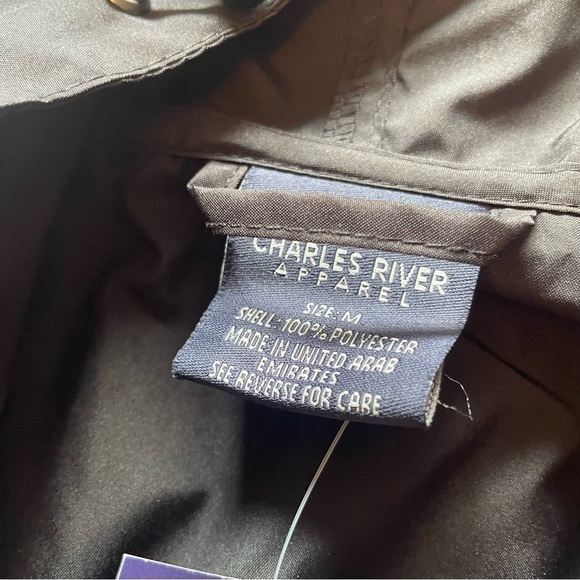 CHARLES RIVER
APPAREL
SIZE: M
SHELL: 100% POLYESTER
MADE IN UNITED ARAB
EMIRATES
SEE REVERSE FOR CARE